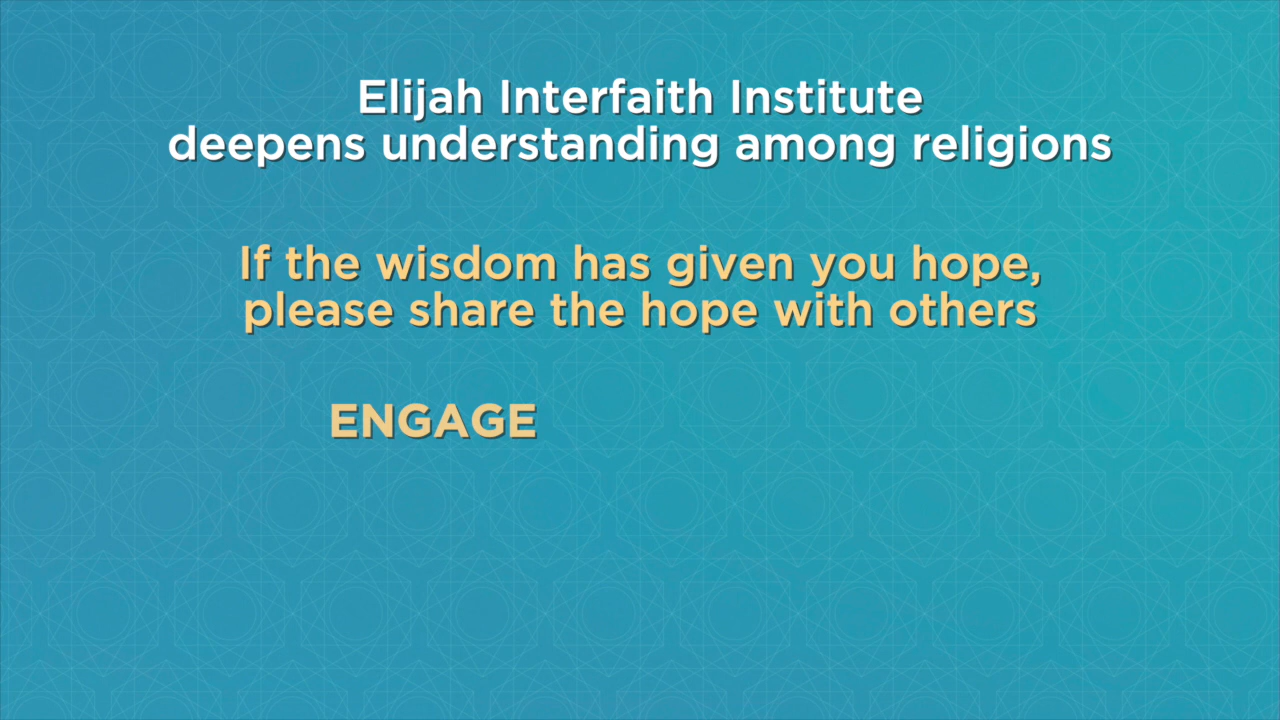 Elijah Interfaith Institute
deepens understanding among religions
If the wisdom has given you hope,
please share the hope with others
ENGAGE